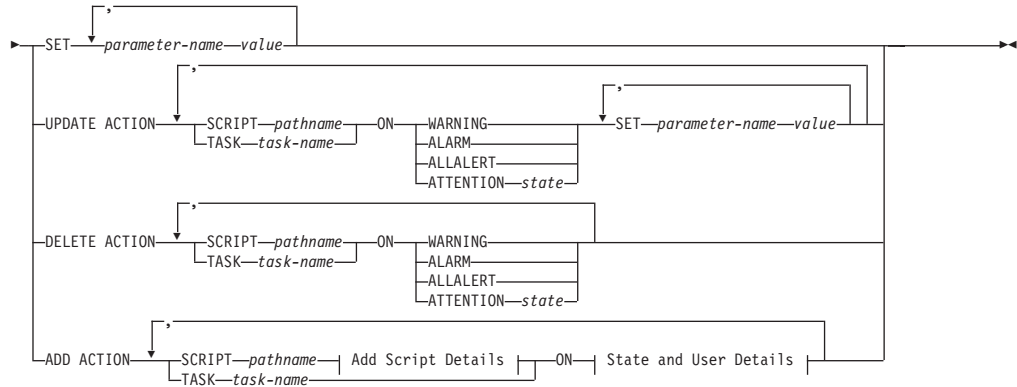 ,
SET parameter-name value
,
,
UPDATE ACTION SCRIPT pathname ON WARNING SET parameter-name value
TASK task-name ALARM
ALLALERT
ATTENTION state
,
DELETE ACTION SCRIPT pathname ON WARNING
TASK task-name ALARM
ALLALERT
ATTENTION state
,
ADD ACTION SCRIPT pathname Add Script Details ON State and User Details
TASK task-name